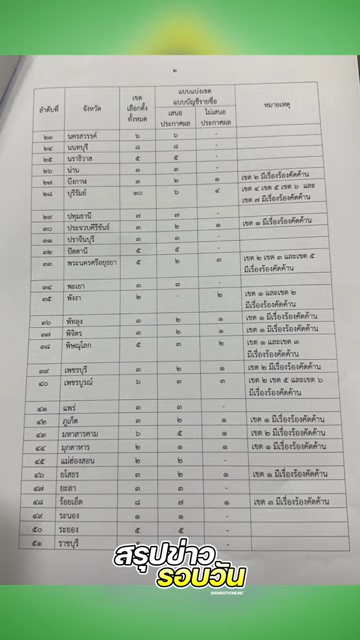 ๒
ลำดับที่ จังหวัด เขตเลือกตั้งทั้งหมด แบบแบ่งเขต แบบบัญชีรายชื่อ หมายเหตุ
เสนอประกาศผล ไม่เสนอประกาศผล
๒๓ นครสวรรค์ ๖ ๖ -
๒๔ นนทบุรี ๘ ๘ -
๒๕ นราธิวาส ๕ ๕ -
๒๖ น่าน ๓ ๓ -
๒๗ บึงกาฬ ๓ ๒ ๑ เขต ๒ มีเรื่องร้องคัดค้าน
๒๘ บุรีรัมย์ ๑๐ ๖ ๔ เขต ๔ เขต ๕ เขต ๖ และ
เขต ๗ มีเรื่องร้องคัดค้าน
๒๙ ปทุมธานี ๗ ๗ -
๓๐ ประจวบคีรีขันธ์ ๓ ๒ ๑ เขต ๑ มีเรื่องร้องคัดค้าน
๓๑ ปราจีนบุรี ๓ ๓ -
๓๒ ปัตตานี ๕ ๕ -
๓๓ พระนครศรีอยุธยา ๕ ๒ ๓ เขต ๒ เขต ๓ และเขต ๕
มีเรื่องร้องคัดค้าน
๓๔ พะเยา ๓ ๓ -
๓๕ พังงา ๒ - ๒ เขต ๑ และเขต ๒
มีเรื่องร้องคัดค้าน
๓๖ พัทลุง ๓ ๒ ๑ เขต ๑ มีเรื่องร้องคัดค้าน
๓๗ พิจิตร ๓ ๒ ๑ เขต ๑ มีเรื่องร้องคัดค้าน
๓๘ พิษณุโลก ๕ ๓ ๒ เขต ๑ และเขต ๓
มีเรื่องร้องคัดค้าน
๓๙ เพชรบุรี ๓ ๒ ๑ เขต ๒ มีเรื่องร้องคัดค้าน
๔๐ เพชรบูรณ์ ๖ ๓ ๓ เขต ๒ เขต ๕ และเขต ๖
มีเรื่องร้องคัดค้าน
๔๑ แพร่ ๓ ๓ -
๔๒ ภูเก็ต ๓ ๒ ๑ เขต ๑ มีเรื่องร้องคัดค้าน
๔๓ มหาสารคาม ๖ ๕ ๑ เขต ๒ มีเรื่องร้องคัดค้าน
๔๔ มุกดาหาร ๒ ๑ ๑ เขต ๑ มีเรื่องร้องคัดค้าน
๔๕ แม่ฮ่องสอน ๒ ๒ -
๔๖ ยโสธร ๓ ๒ ๑ เขต ๑ มีเรื่องร้องคัดค้าน
๔๗ ยะลา ๓ ๓ -
๔๘ ร้อยเอ็ด ๘ ๗ ๑ เขต ๓ มีเรื่องร้องคัดค้าน
๔๙ ระนอง ๑ ๑ -
๕๐ ระยอง ๕ ๕ -
๕๑ ราชบุรี
สรุปข่าว
รอบวัน